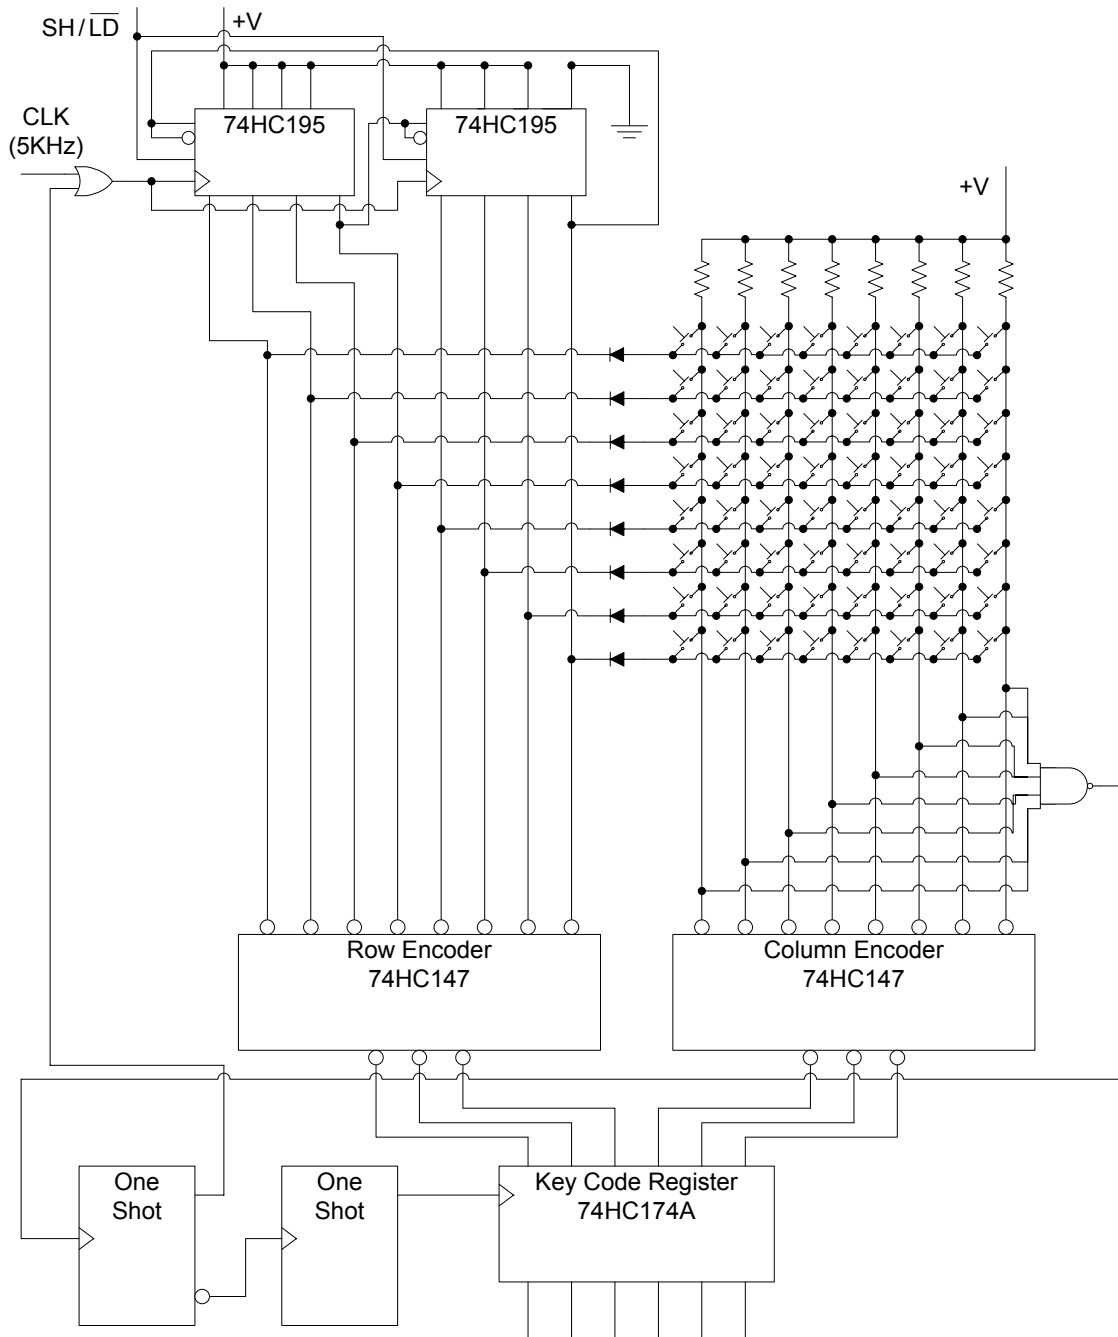 SH/L̅D̅
+V
74HC195
74HC195
CLK
(5KHz)
+V
Row Encoder
74HC147
Column Encoder
74HC147
One
Shot
One
Shot
Key Code Register
74HC174A